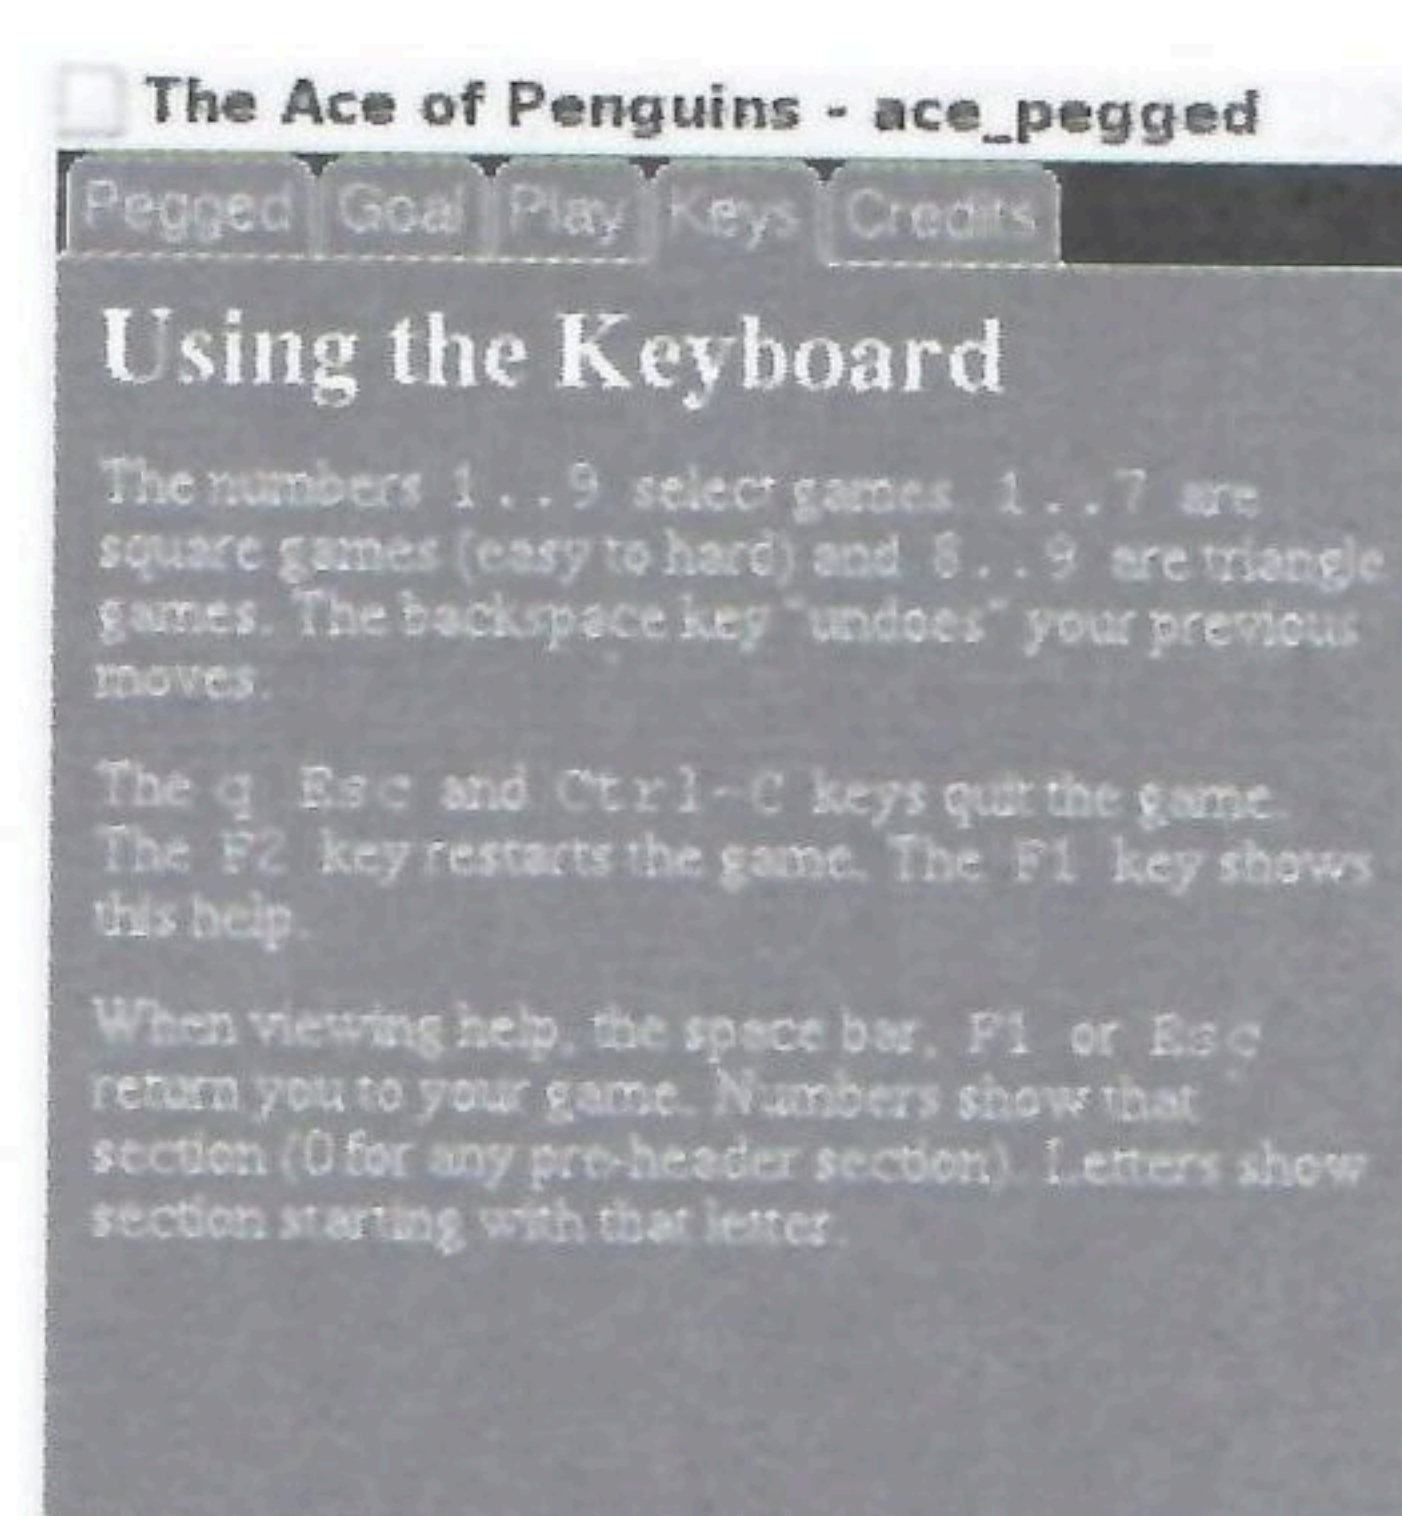 The Ace of Penguins - ace_pegged
Pegged Goal Play Keys Credits
Using the Keyboard
The numbers 1..9 select games. 1..7 are
square games (easy to hard) and 8..9 are triangle
games. The backspace key "undoes" your previous
moves.
The q Esc and Ctrl-C keys quit the game.
The F2 key restarts the game. The F1 key shows
this help.
When viewing help, the space bar, F1 or Esc
return you to your game. Numbers show that
section (0 for any pre-header section). Letters show
section starting with that letter.